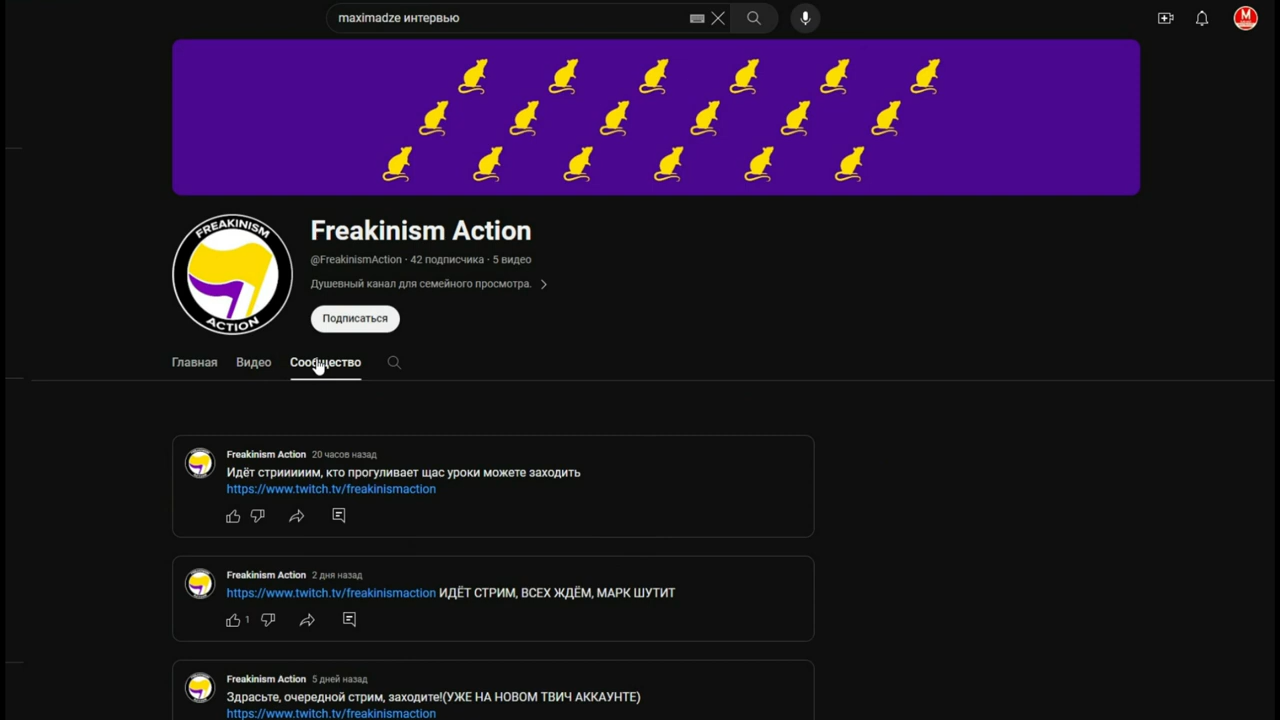 maximadze интервью
M
FREAKINISM
ACTION
Freakinism Action
@FreakinismAction · 42 подписчика · 5 видео
Душевный канал для семейного просмотра.
Подписаться
Главная Видео Сообщество
Freakinism Action 20 часов назад
Идёт стрииииим, кто прогуливает щас уроки можете заходить
https://www.twitch.tv/freakinismaction
Freakinism Action 2 дня назад
https://www.twitch.tv/freakinismaction ИДЁТ СТРИМ, ВСЕХ ЖДЁМ, МАРК ШУТИТ
1
Freakinism Action 5 дней назад
Здрасьте, очередной стрим, заходите!(УЖЕ НА НОВОМ ТВИЧ АККАУНТЕ)
https://www.twitch.tv/freakinismaction